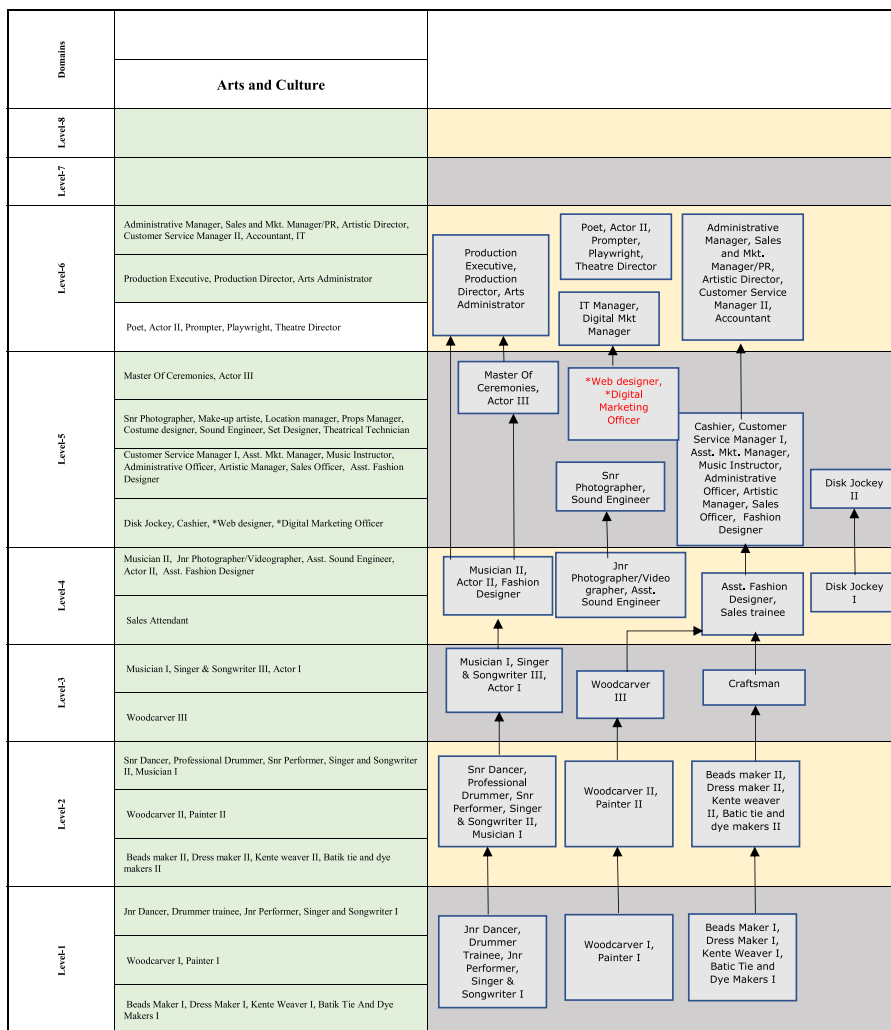 Domains
Arts and Culture
Level-8
Level-7
Level-6
Administrative Manager, Sales and Mkt. Manager/PR, Artistic Director,
Customer Service Manager II, Accountant, IT
Production Executive, Production Director, Arts Administrator
Poet, Actor II, Prompter, Playwright, Theatre Director
Production
Executive,
Production
Director, Arts
Administrator
Poet, Actor II,
Prompter,
Playwright,
Theatre Director
IT Manager,
Digital Mkt
Manager
Administrative
Manager, Sales
and Mkt.
Manager/PR,
Artistic Director,
Customer Service
Manager II,
Accountant
Level-5
Master Of Ceremonies, Actor III
Snr Photographer, Make-up artiste, Location manager, Props Manager,
Costume designer, Sound Engineer, Set Designer, Theatrical Technician
Customer Service Manager I, Asst. Mkt. Manager, Music Instructor,
Administrative Officer, Artistic Manager, Sales Officer, Asst. Fashion
Designer
Disk Jockey, Cashier, *Web designer, *Digital Marketing Officer
Master Of
Ceremonies,
Actor III
*Web designer,
*Digital
Marketing
Officer
Snr
Photographer,
Sound Engineer
Cashier, Customer
Service Manager I,
Asst. Mkt. Manager,
Music Instructor,
Administrative
Officer, Artistic
Manager, Sales
Officer, Fashion
Designer
Disk Jockey
II
Level-4
Musician II, Jnr Photographer/Videographer, Asst. Sound Engineer,
Actor II, Asst. Fashion Designer
Sales Attendant
Musician II,
Actor II, Fashion
Designer
Jnr
Photographer/Video
grapher, Asst.
Sound Engineer
Asst. Fashion
Designer,
Sales trainee
Disk Jockey
I
Level-3
Musician I, Singer & Songwriter III, Actor I
Woodcarver III
Musician I, Singer
& Songwriter III,
Actor I
Woodcarver
III
Craftsman
Level-2
Snr Dancer, Professional Drummer, Snr Performer, Singer and Songwriter
II, Musician I
Woodcarver II, Painter II
Beads maker II, Dress maker II, Kente weaver II, Batik tie and dye
makers II
Snr Dancer,
Professional
Drummer, Snr
Performer, Singer
& Songwriter II,
Musician I
Woodcarver II,
Painter II
Beads maker II,
Dress maker II,
Kente weaver
II, Batic tie and
dye makers II
Level-1
Jnr Dancer, Drummer trainee, Jnr Performer, Singer and Songwriter I
Woodcarver I, Painter I
Beads Maker I, Dress Maker I, Kente Weaver I, Batik Tie And Dye
Makers I
Jnr Dancer,
Drummer
Trainee, Jnr
Performer,
Singer &
Songwriter I
Woodcarver I,
Painter I
Beads Maker I,
Dress Maker I,
Kente Weaver I,
Batic Tie and
Dye Makers I